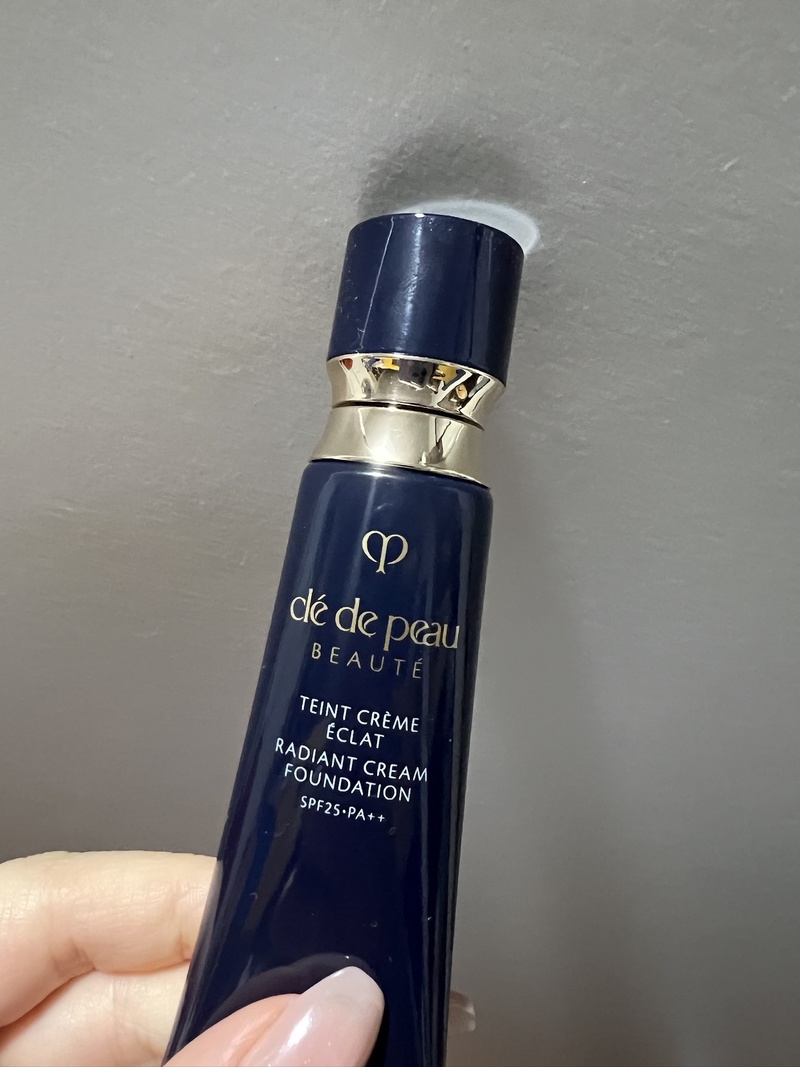 clé de peau
BEAUTÉ
TEINT CRÈME
ÉCLAT
RADIANT CREAM
FOUNDATION
SPF25•PA++